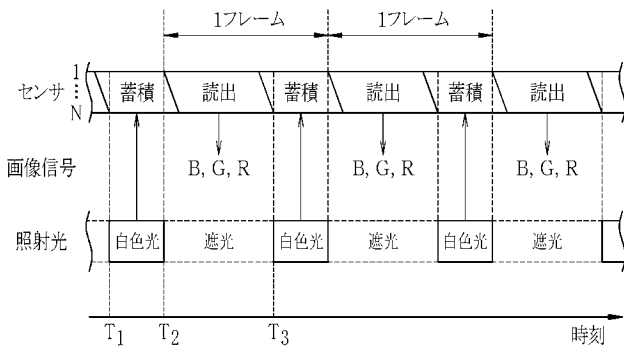 1フレーム 1フレーム
センサ 1 ⋮ N 蓄積 読出 蓄積 読出 蓄積 読出
画像信号 B, G, R B, G, R B, G, R
照射光 白色光 遮光 白色光 遮光 白色光 遮光
T1 T2 T3 時刻